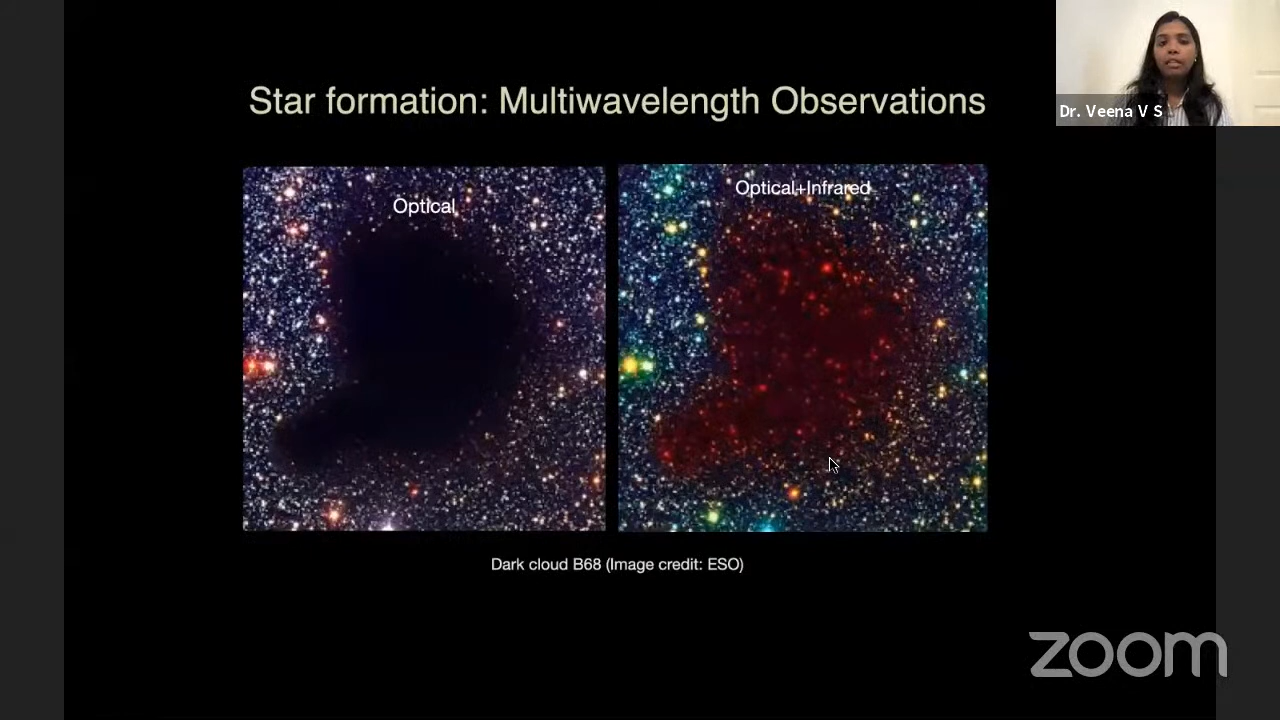 Dr. Veena V S
Star formation: Multiwavelength Observations
Optical
Optical+Infrared
Dark cloud B68 (Image credit: ESO)
zoom